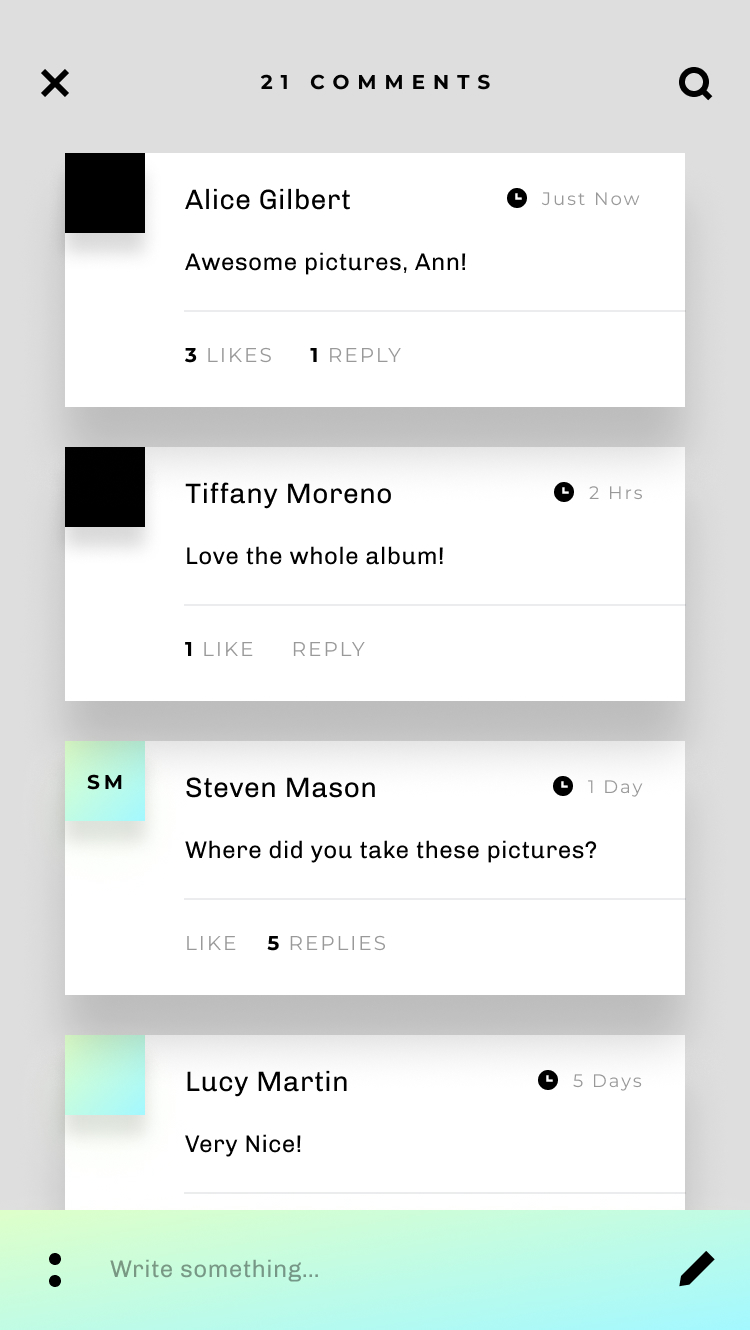 21 COMMENTS
Alice Gilbert
Just Now
Awesome pictures, Ann!
3 LIKES 1 REPLY
Tiffany Moreno
2 Hrs
Love the whole album!
1 LIKE REPLY
SM
Steven Mason
1 Day
Where did you take these pictures?
LIKE 5 REPLIES
Lucy Martin
5 Days
Very Nice!
Write something...